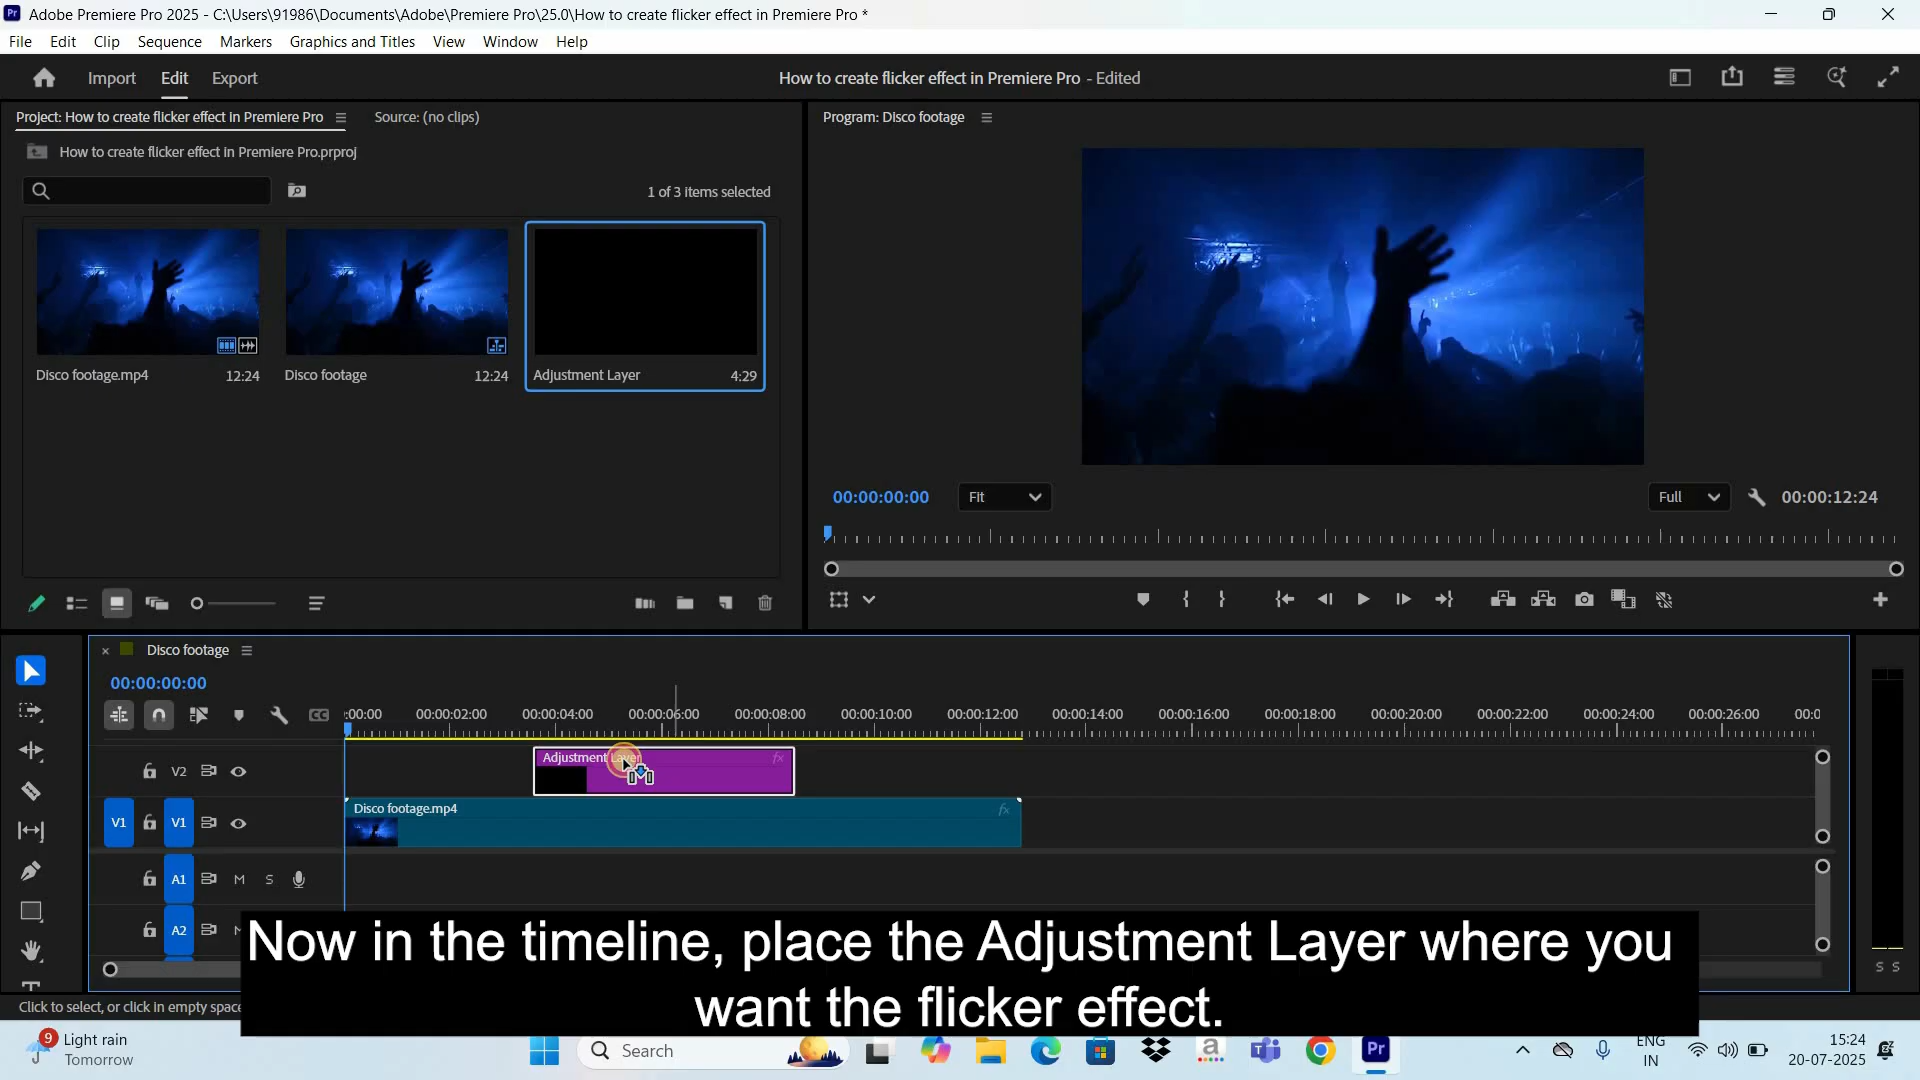 Adobe Premiere Pro 2025 - C:\Users\91986\Documents\Adobe\Premiere Pro\25.0\How to create flicker effect in Premiere Pro *
File Edit Clip Sequence Markers Graphics and Titles View Window Help
Import Edit Export
How to create flicker effect in Premiere Pro - Edited
Project: How to create flicker effect in Premiere Pro
Source: (no clips)
Program: Disco footage
How to create flicker effect in Premiere Pro.prproj
1 of 3 items selected
Disco footage.mp4 12:24
Disco footage 12:24
Adjustment Layer 4:29
00:00:00:00 Fit Full 00:00:12:24
Disco footage
00:00:00:00
:00:00 00:00:02:00 00:00:04:00 00:00:06:00 00:00:08:00 00:00:10:00 00:00:12:00 00:00:14:00 00:00:16:00 00:00:18:00 00:00:20:00 00:00:22:00 00:00:24:00 00:00:26:00 00:0
V2 Adjustment Layer fx
V1 V1 Disco footage.mp4 fx
A1 M S
A2 M
S S
Now in the timeline, place the Adjustment Layer where you
want the flicker effect.
Click to select, or click in empty space
9 Light rain
Tomorrow
Search
Pr
ENG
IN
15:24
20-07-2025